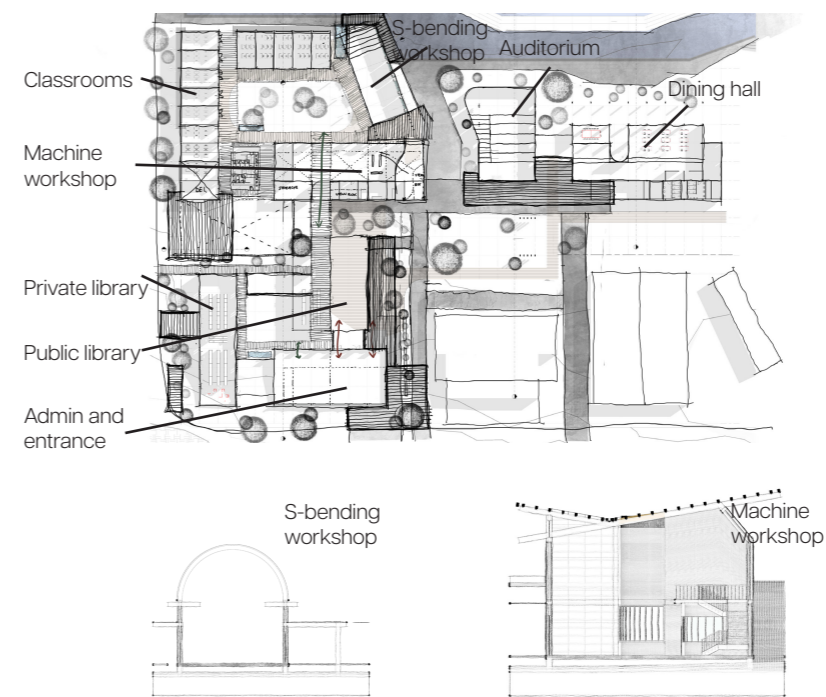 S-bending
workshop
Auditorium
Classrooms
Dining hall
Machine
workshop
Private library
Public library
Admin and
entrance
S-bending
workshop
Machine
workshop